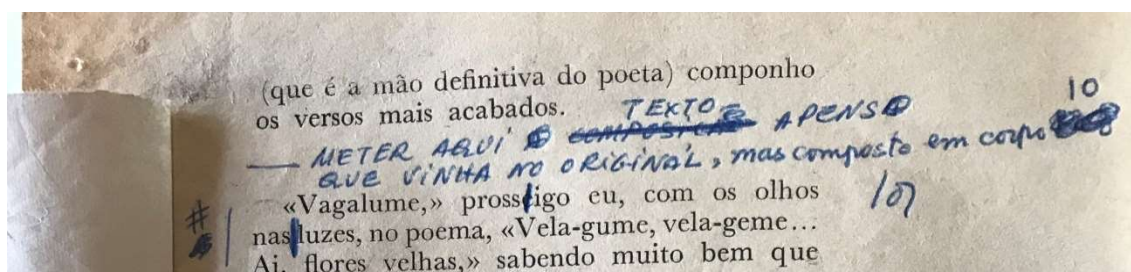 (que é a mão definitiva do poeta) componho
os versos mais acabados.
TEXTO
10
— METER AQUI O APENSO
QUE VINHA NO ORIGINAL, mas composto em corpo
«Vagalume,» prossigo eu, com os olhos
nas luzes, no poema, «Vela-gume, vela-geme...
Ai, flores velhas,» sabendo muito bem que
#